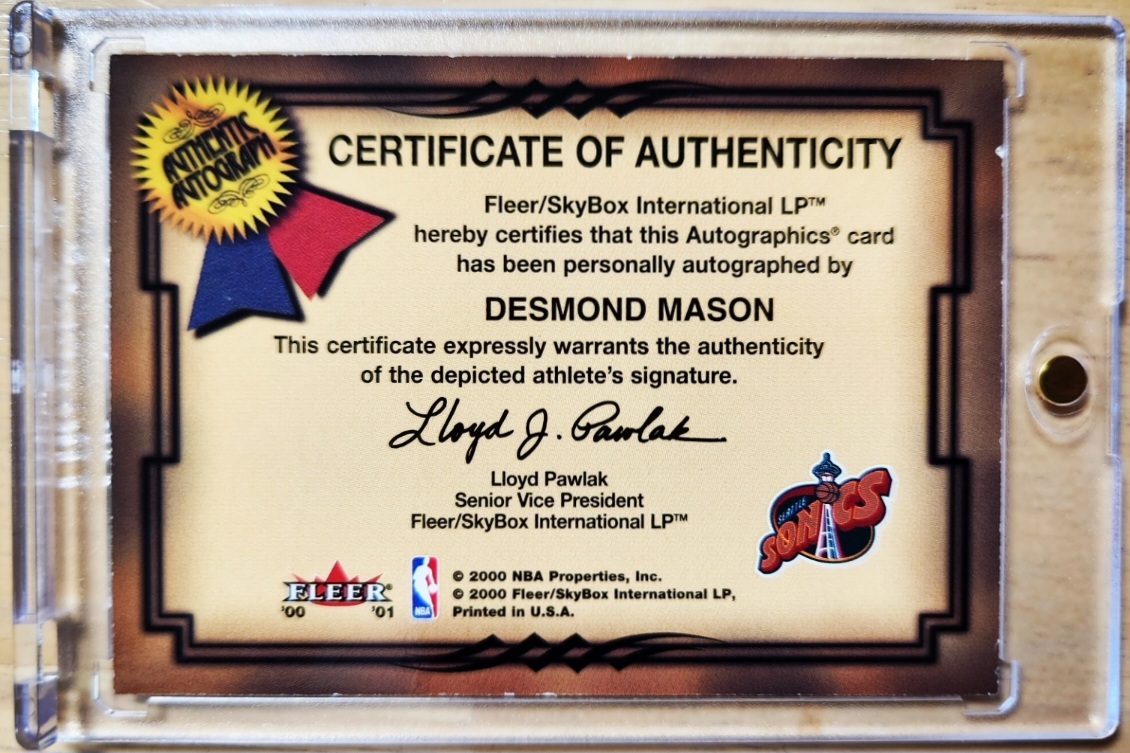 AUTHENTIC
AUTOGRAPH
CERTIFICATE OF AUTHENTICITY
Fleer/SkyBox International LP™
hereby certifies that this Autographics® card
has been personally autographed by
DESMOND MASON
This certificate expressly warrants the authenticity
of the depicted athlete's signature.
Lloyd J. Pawlak
Lloyd Pawlak
Senior Vice President
Fleer/SkyBox International LP™
SEATTLE
SONICS
FLEER®
'00 '01
NBA
© 2000 NBA Properties, Inc.
© 2000 Fleer/SkyBox International LP,
Printed in U.S.A.